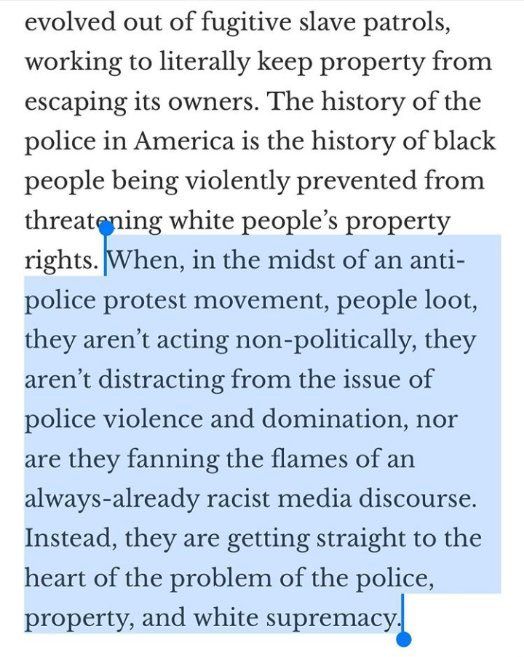 evolved out of fugitive slave patrols,
working to literally keep property from
escaping its owners. The history of the
police in America is the history of black
people being violently prevented from
threatening white people’s property
rights. When, in the midst of an anti-
police protest movement, people loot,
they aren’t acting non-politically, they
aren’t distracting from the issue of
police violence and domination, nor
are they fanning the flames of an
always-already racist media discourse.
Instead, they are getting straight to the
heart of the problem of the police,
property, and white supremacy.